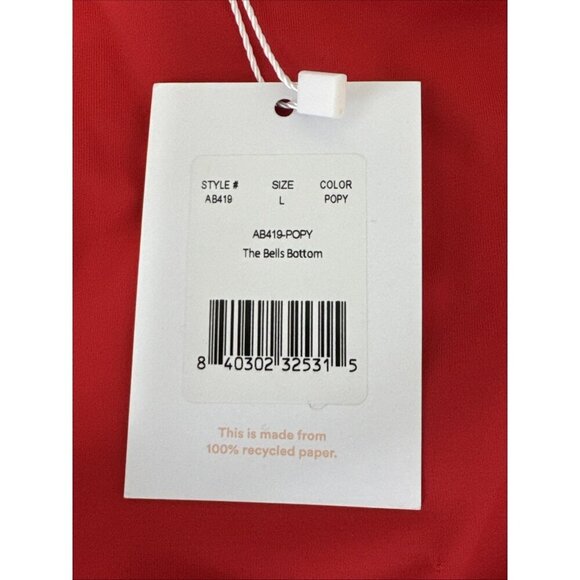 STYLE # SIZE COLOR
AB419 L POPY
AB419-POPY
The Bells Bottom
8 40302 32531 5
This is made from
100% recycled paper.